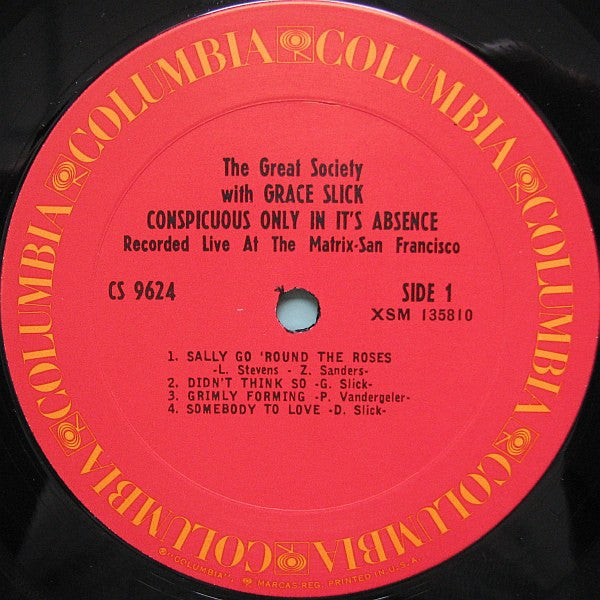 COLUMBIA COLUMBIA COLUMBIA COLUMBIA COLUMBIA COLUMBIA
The Great Society
with GRACE SLICK
CONSPICUOUS ONLY IN IT'S ABSENCE
Recorded Live At The Matrix-San Francisco
CS 9624
SIDE 1
XSM 135810
1. SALLY GO 'ROUND THE ROSES
-L. Stevens - Z. Sanders-
2. DIDN'T THINK SO -G. Slick-
3. GRIMLY FORMING -P. Vandergeler-
4. SOMEBODY TO LOVE -D. Slick-
® "COLUMBIA", MARCAS REG. PRINTED IN U.S.A.